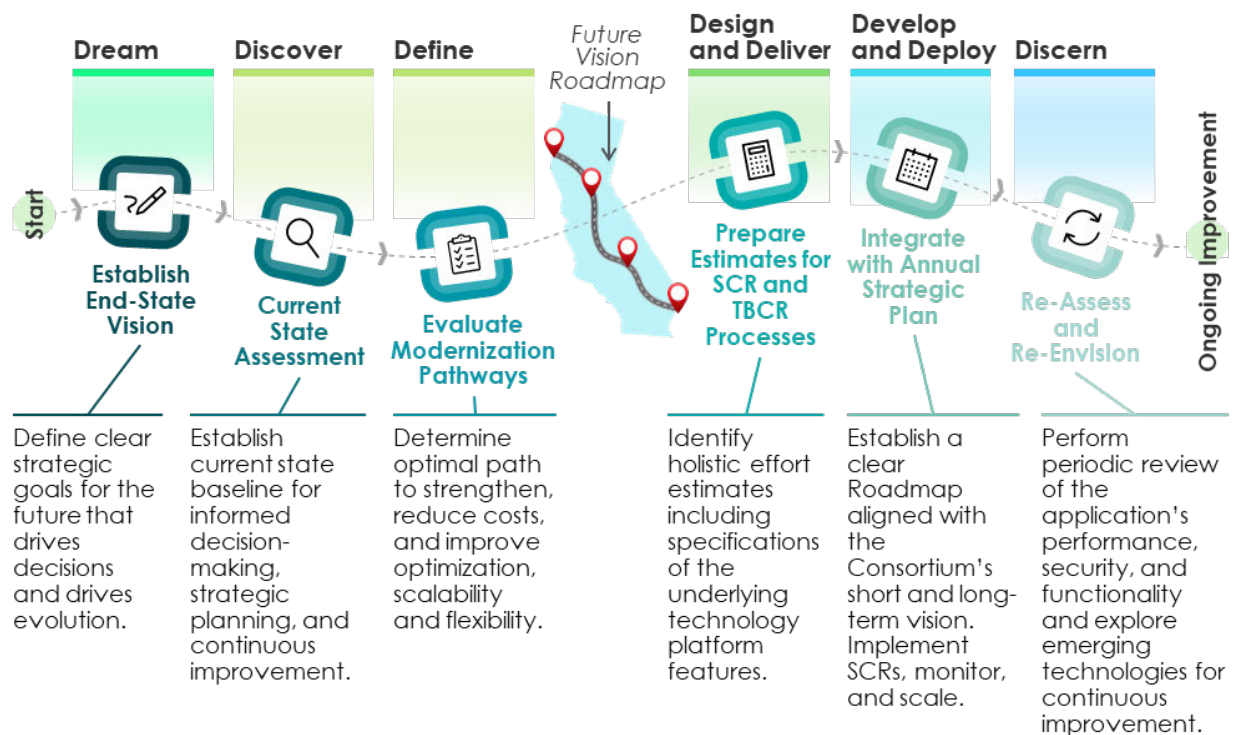 Start
Dream
Establish
End-State
Vision
Define clear
strategic
goals for the
future that
drives
decisions
and drives
evolution.
Discover
Current
State
Assessment
Establish
current state
baseline for
informed
decision-
making,
strategic
planning, and
continuous
improvement.
Define
Evaluate
Modernization
Pathways
Determine
optimal path
to strengthen,
reduce costs,
and improve
optimization,
scalability
and flexibility.
Future
Vision
Roadmap
Design
and Deliver
Prepare
Estimates for
SCR and
TBCR
Processes
Identify
holistic effort
estimates
including
specifications
of the
underlying
technology
platform
features.
Develop
and Deploy
Integrate
with Annual
Strategic
Plan
Establish a
clear
Roadmap
aligned with
the
Consortium’s
short and long-
term vision.
Implement
SCRs, monitor,
and scale.
Discern
Re-Assess
and
Re-Envision
Perform
periodic review
of the
application’s
performance,
security, and
functionality
and explore
emerging
technologies for
continuous
improvement.
Ongoing Improvement